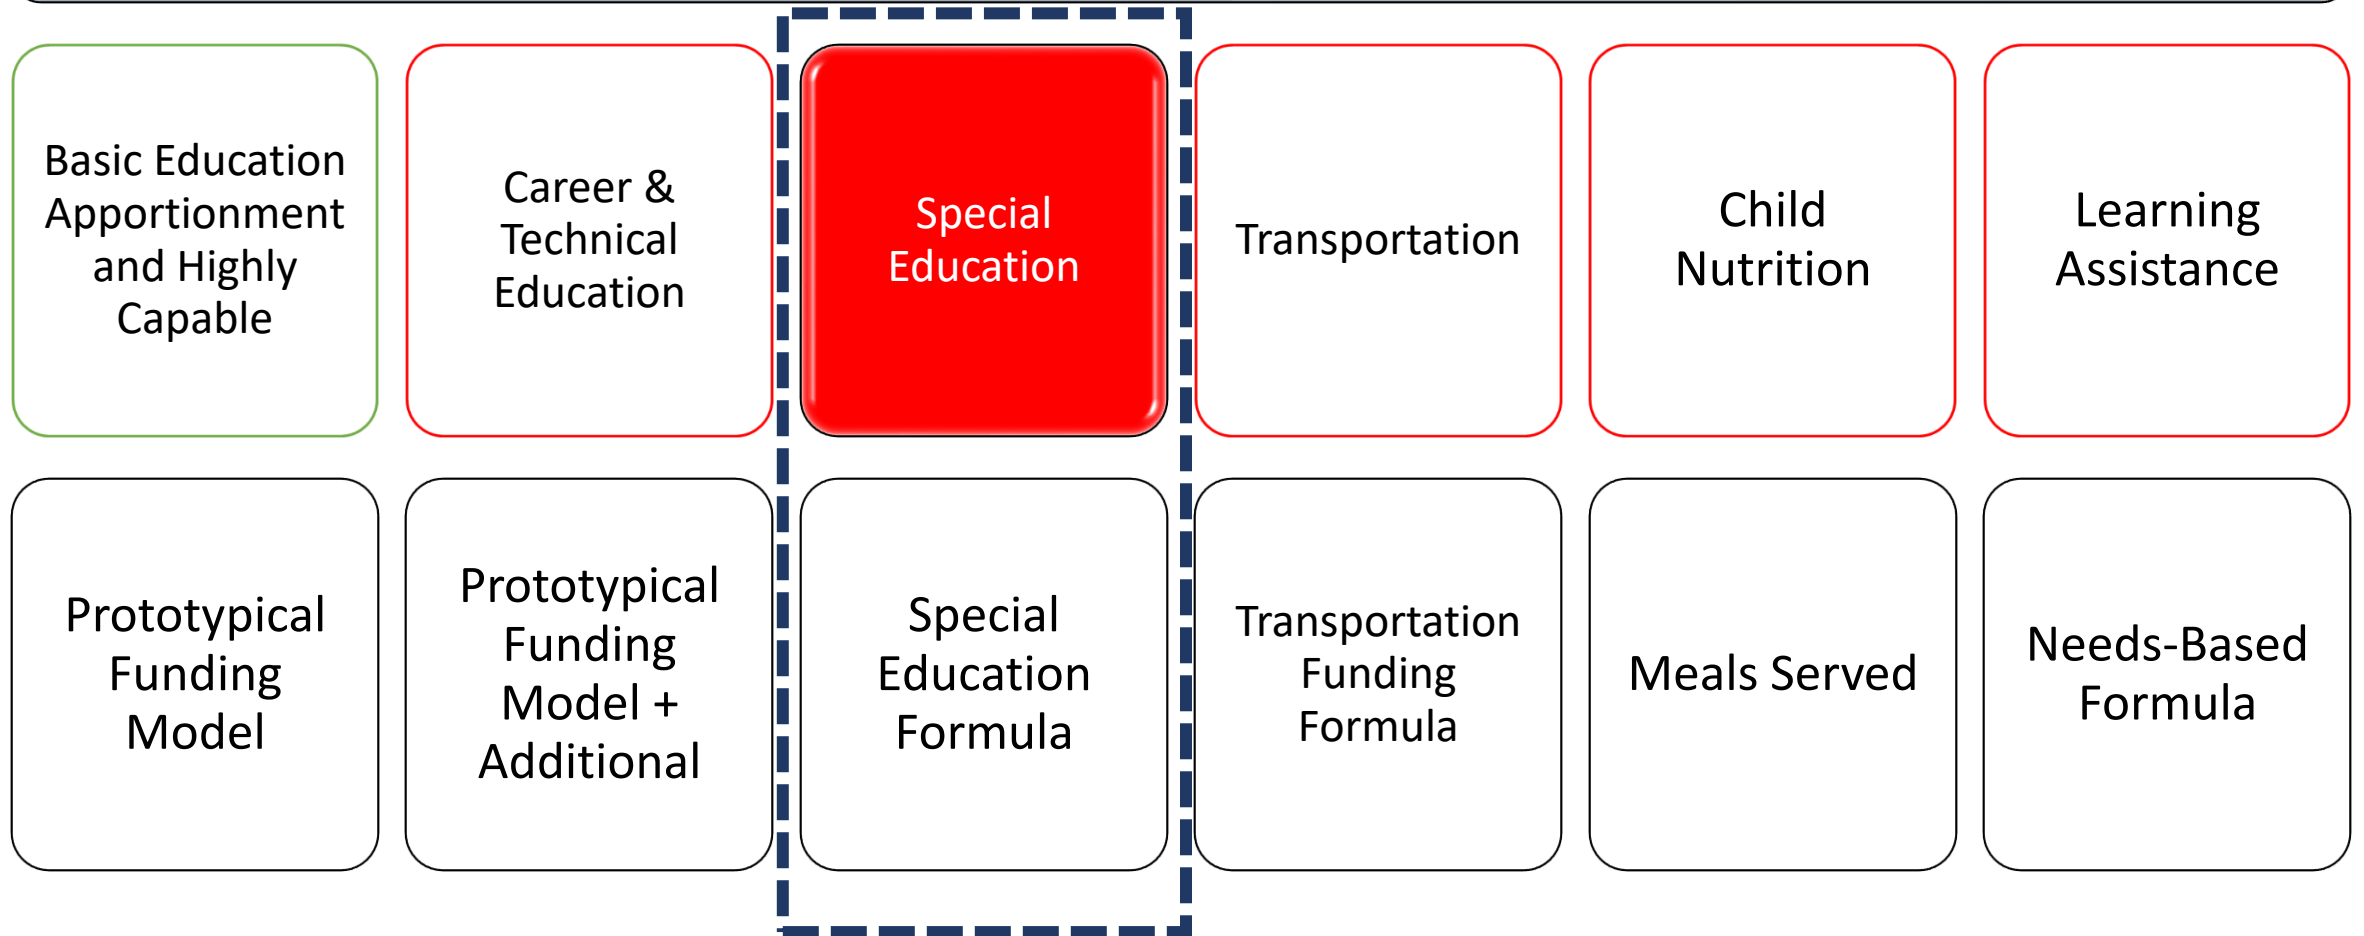 Basic Education
Apportionment
and Highly
Capable
Career &
Technical
Education
Special
Education
Transportation
Child
Nutrition
Learning
Assistance
Prototypical
Funding
Model
Prototypical
Funding
Model +
Additional
Special
Education
Formula
Transportation
Funding
Formula
Meals Served
Needs-Based
Formula